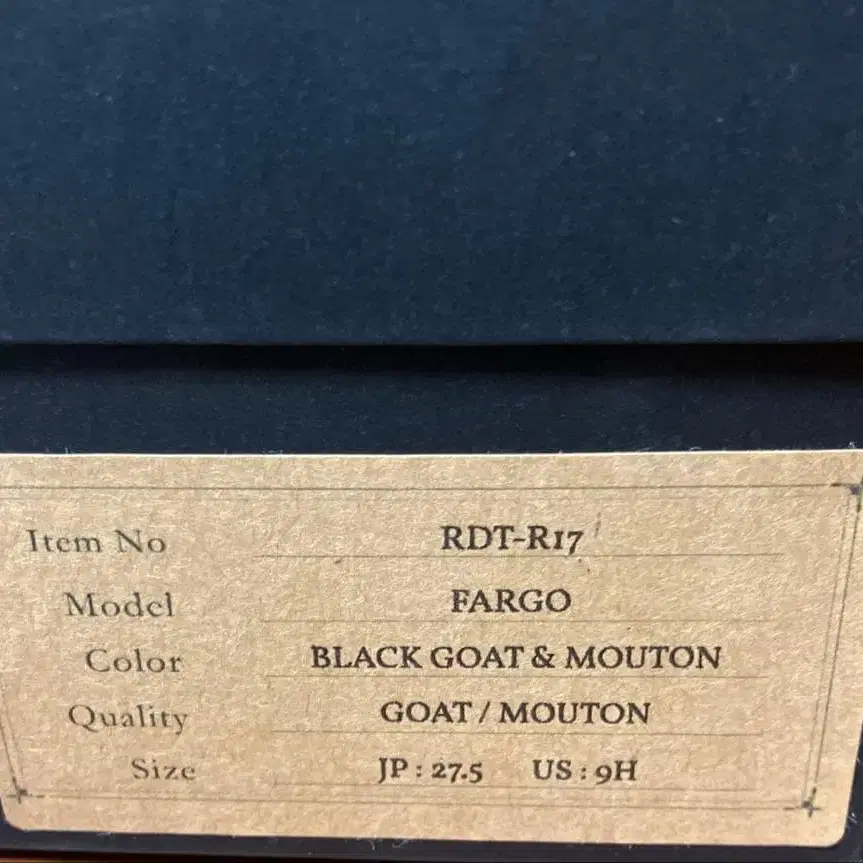 Item No RDT-R17
Model FARGO
Color BLACK GOAT & MOUTON
Quality GOAT / MOUTON
Size JP : 27.5 US : 9H